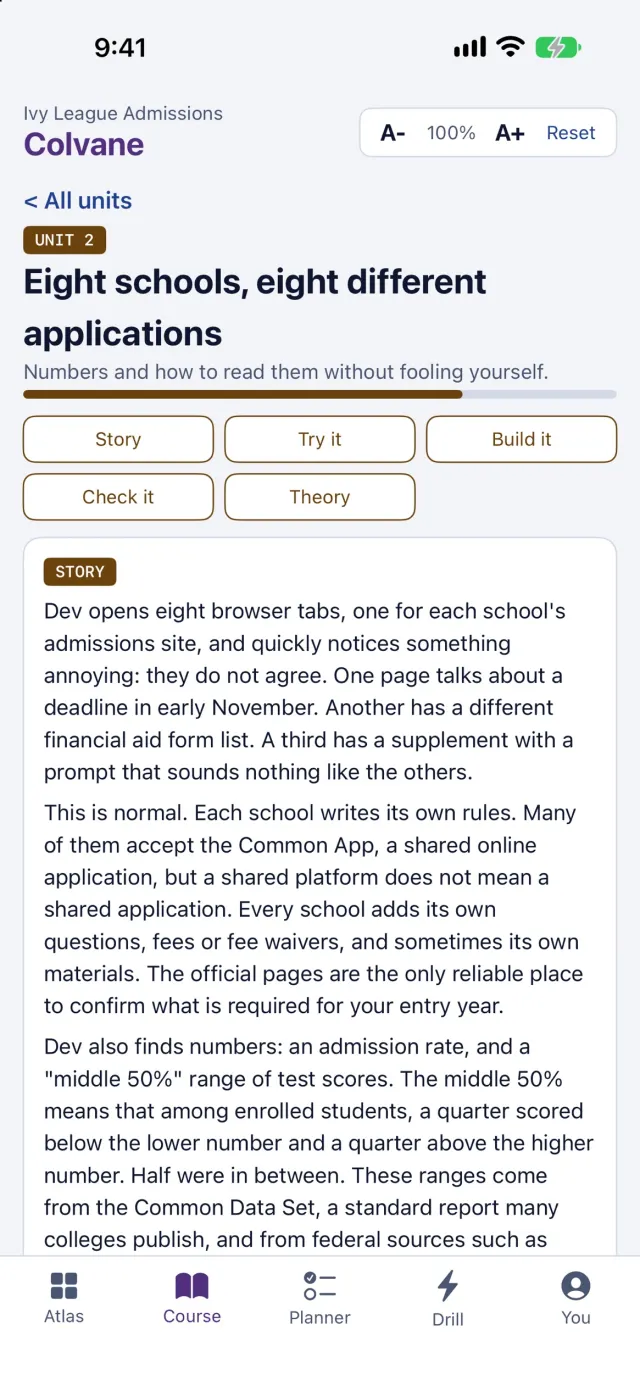 9:41
Ivy League Admissions
Colvane
A- 100% A+ Reset
< All units
UNIT 2
Eight schools, eight different
applications
Numbers and how to read them without fooling yourself.
Story Try it Build it
Check it Theory
STORY
Dev opens eight browser tabs, one for each school's
admissions site, and quickly notices something
annoying: they do not agree. One page talks about a
deadline in early November. Another has a different
financial aid form list. A third has a supplement with a
prompt that sounds nothing like the others.
This is normal. Each school writes its own rules. Many
of them accept the Common App, a shared online
application, but a shared platform does not mean a
shared application. Every school adds its own
questions, fees or fee waivers, and sometimes its own
materials. The official pages are the only reliable place
to confirm what is required for your entry year.
Dev also finds numbers: an admission rate, and a
"middle 50%" range of test scores. The middle 50%
means that among enrolled students, a quarter scored
below the lower number and a quarter above the higher
number. Half were in between. These ranges come
from the Common Data Set, a standard report many
colleges publish, and from federal sources such as
Atlas Course Planner Drill You